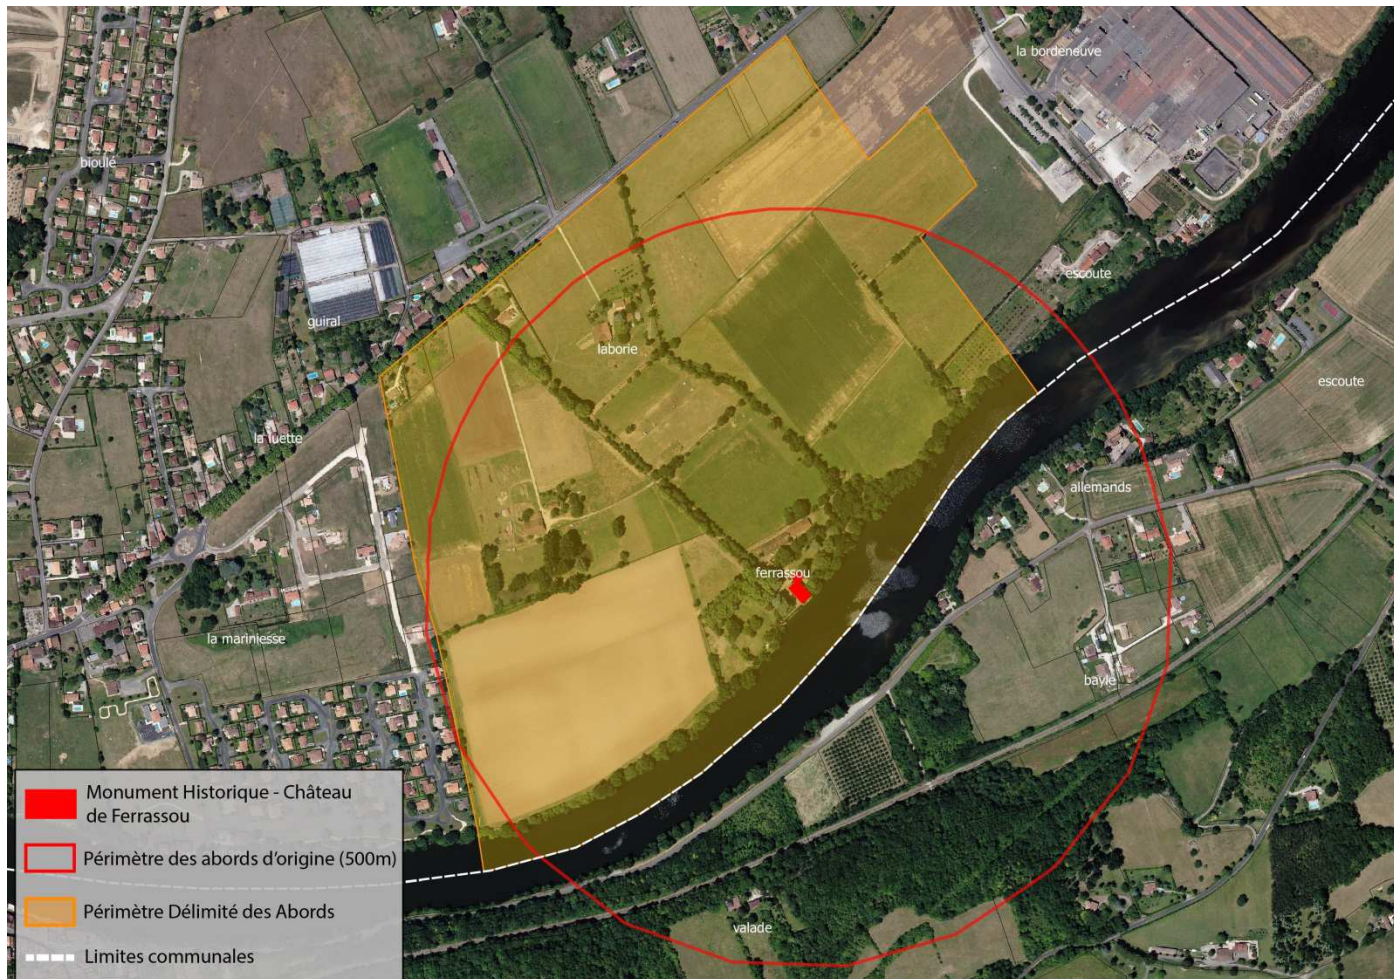 la bordeneuve
bioulé
escoute
guiral
laborie
escoute
la luette
allemands
ferrassou
la mariniesse
bayle
valade
Monument Historique - Château
de Ferrassou
Périmètre des abords d'origine (500m)
Périmètre Délimité des Abords
Limites communales